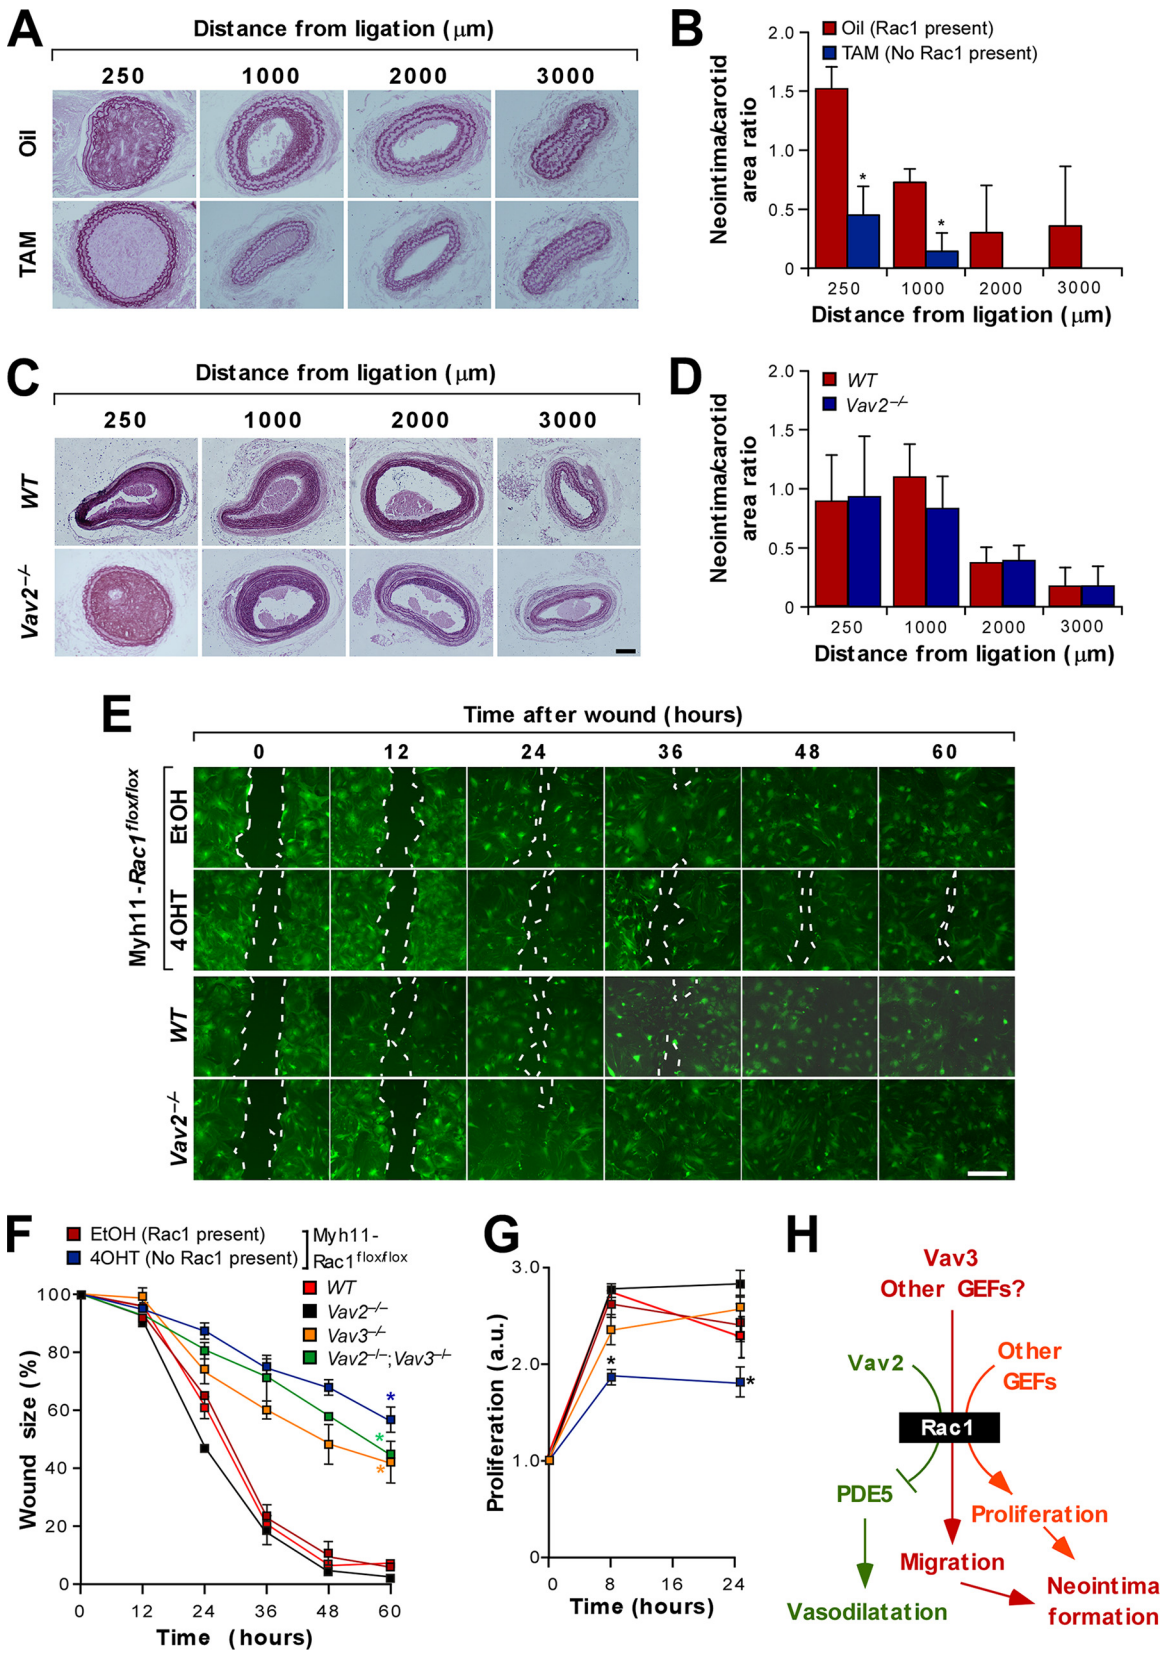 A
Distance from ligation (μm)
250 1000 2000 3000
Oil
TAM
B
Oil (Rac1 present)
TAM (No Rac1 present)
Neointima/carotid
area ratio
2.0
1.5
1.0
0.5
0
*
*
250 1000 2000 3000
Distance from ligation (μm)
C
Distance from ligation (μm)
250 1000 2000 3000
WT
Vav2–/–
D
WT
Vav2–/–
Neointima/carotid
area ratio
2.0
1.5
1.0
0.5
0
250 1000 2000 3000
Distance from ligation (μm)
E
Time after wound (hours)
0 12 24 36 48 60
Myh11-Rac1flox/flox
EtOH
4OHT
WT
Vav2–/–
F
EtOH (Rac1 present)
4OHT (No Rac1 present)
Myh11-
Rac1flox/flox
WT
Vav2–/–
Vav3–/–
Vav2–/–;Vav3–/–
Wound size (%)
100
80
60
40
20
0
*
*
*
0 12 24 36 48 60
Time (hours)
G
Proliferation (a.u.)
3.0
2.0
1.0
0
*
*
0 8 16 24
Time (hours)
H
Vav3
Other GEFs?
Vav2
Other
GEFs
Rac1
PDE5
Proliferation
Migration
Vasodilatation
Neointima
formation